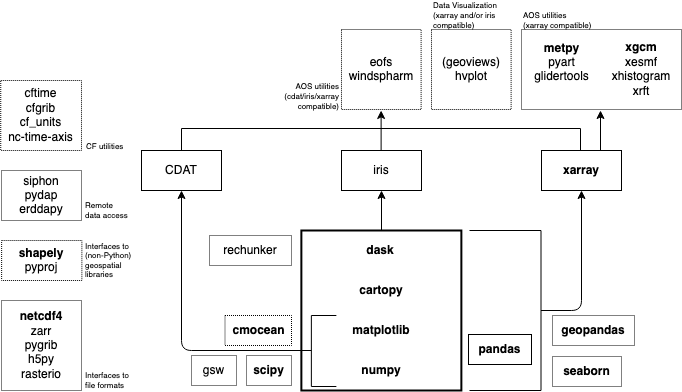 Data Visualization
(xarray and/or iris
compatible)
AOS utilities
(xarray compatible)
eofs
windspharm
(geoviews)
hvplot
metpy
pyart
glidertools
xgcm
xesmf
xhistogram
xrft
AOS utilities
(cdat/iris/xarray
compatible)
cftime
cfgrib
cf_units
nc-time-axis
CF utilities
CDAT
iris
xarray
siphon
pydap
erddapy
Remote
data access
shapely
pyproj
Interfaces to
(non-Python)
geospatial
libraries
rechunker
dask
cartopy
netcdf4
zarr
pygrib
h5py
rasterio
Interfaces to
file formats
cmocean
matplotlib
geopandas
pandas
gsw
scipy
numpy
seaborn